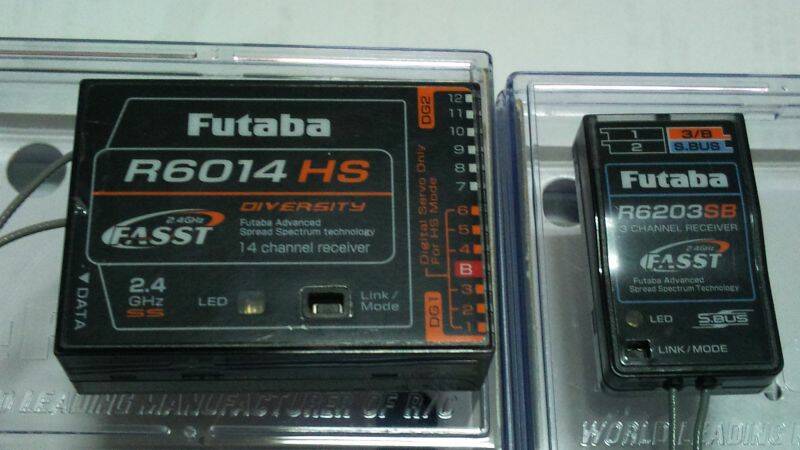 Futaba
R6014 HS
DIVERSITY
2.4GHz
FASST
Futaba Advanced
Spread Spectrum Technology
14 channel receiver
2.4
GHz
SS
LED
Link /
Mode
▼DATA
Digital Servo Only
For HS Mode
DG2
12
11
10
9
8
7
6
5
4
B
3
2
1
DG1
LEADING MANUFACTURER OF R/C
1
3/B
2
S.BUS
Futaba
R6203SB
3 CHANNEL RECEIVER
2.4GHz
FASST
Futaba Advanced
Spread Spectrum Technology
LED
S.BUS
LINK/MODE
WORLD LEADING